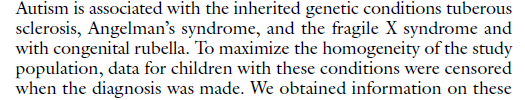 Autism is associated with the inherited genetic conditions tuberous
sclerosis, Angelman's syndrome, and the fragile X syndrome and
with congenital rubella. To maximize the homogeneity of the study
population, data for children with these conditions were censored
when the diagnosis was made. We obtained information on these